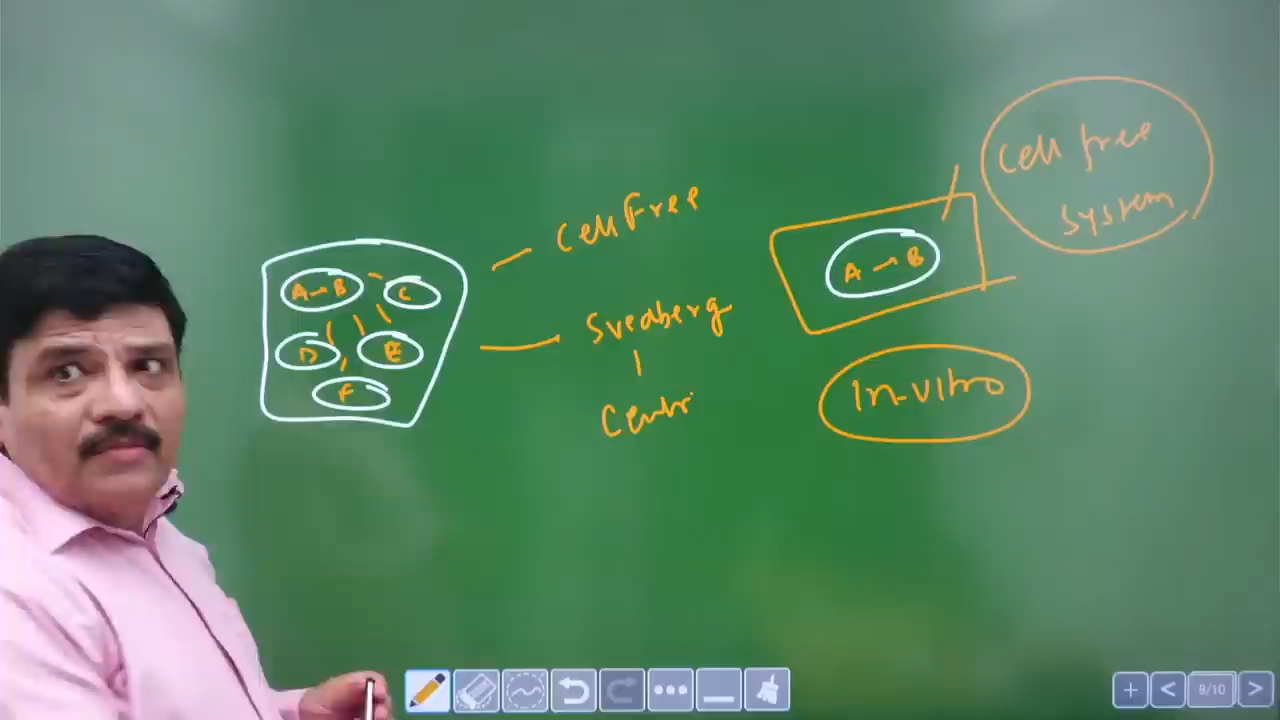 A → B
C
D
E
F
Cell Free
Svedberg
Centri
A → B
Cell free
System
In-vitro
8/10